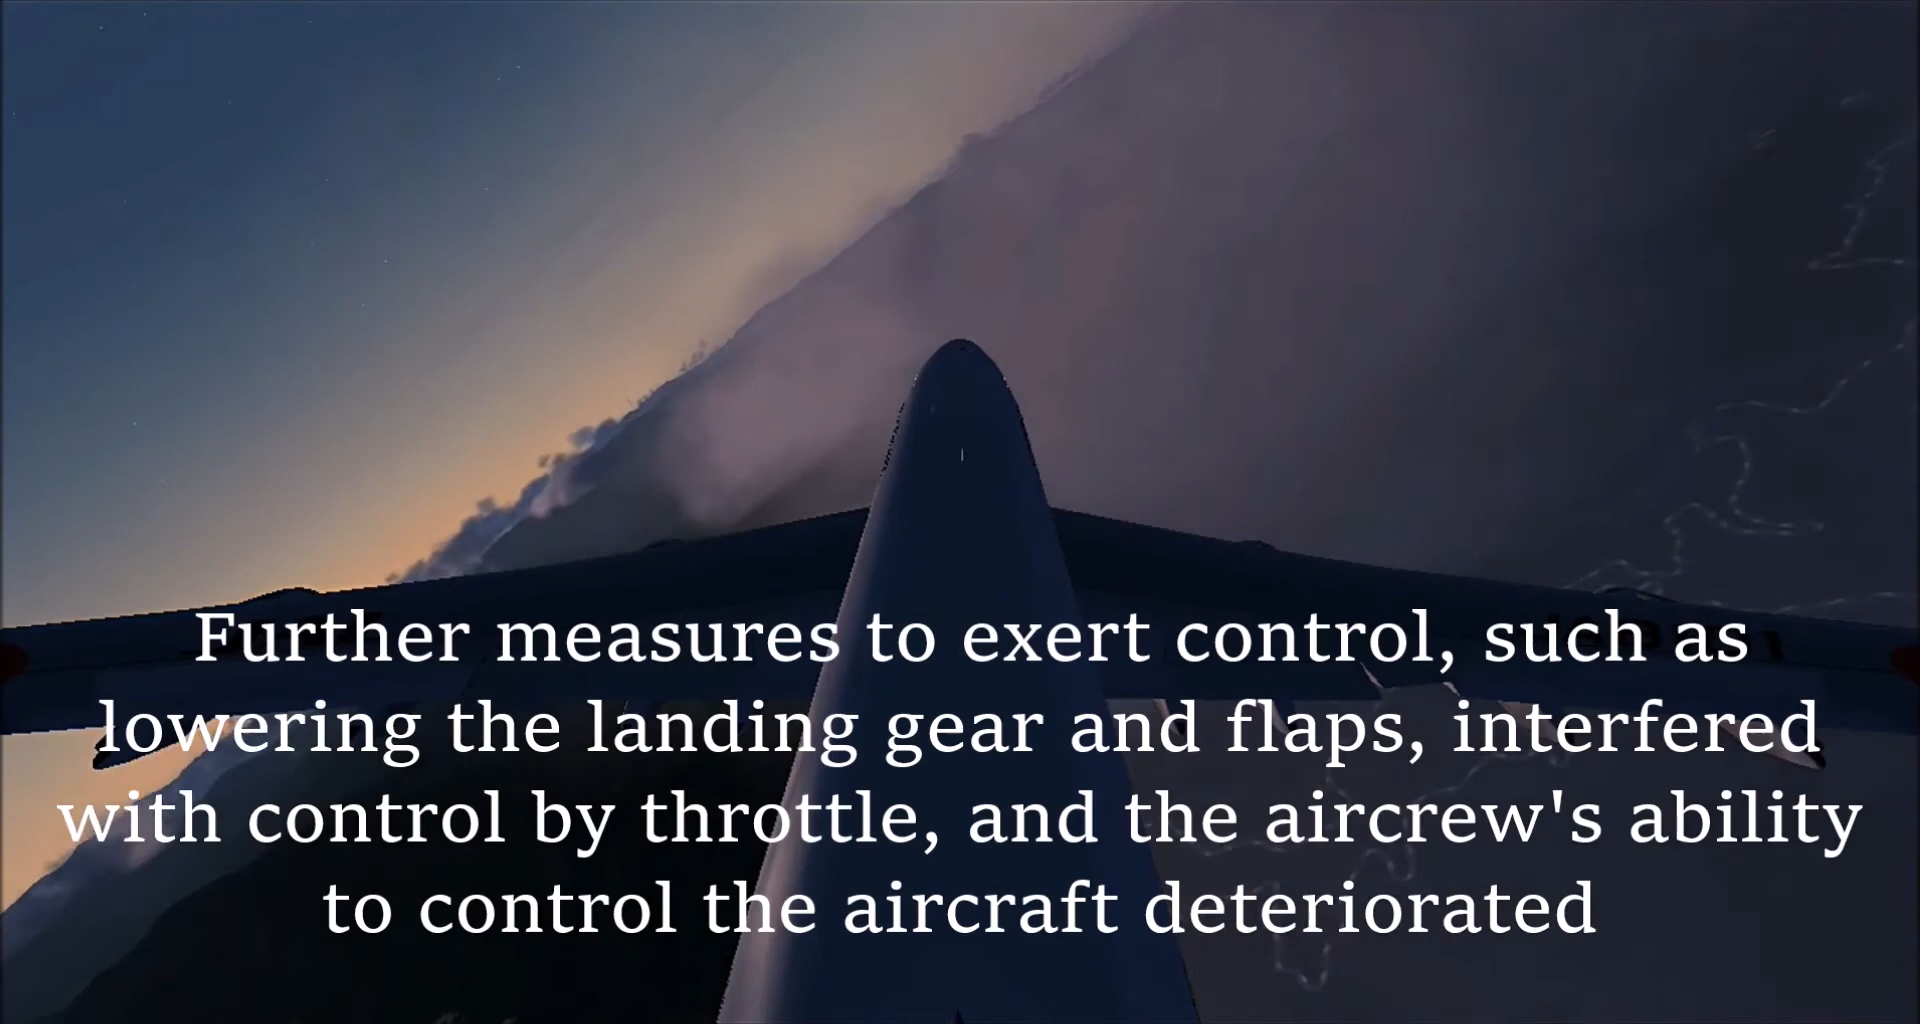 Further measures to exert control, such as
lowering the landing gear and flaps, interfered
with control by throttle, and the aircrew's ability
to control the aircraft deteriorated